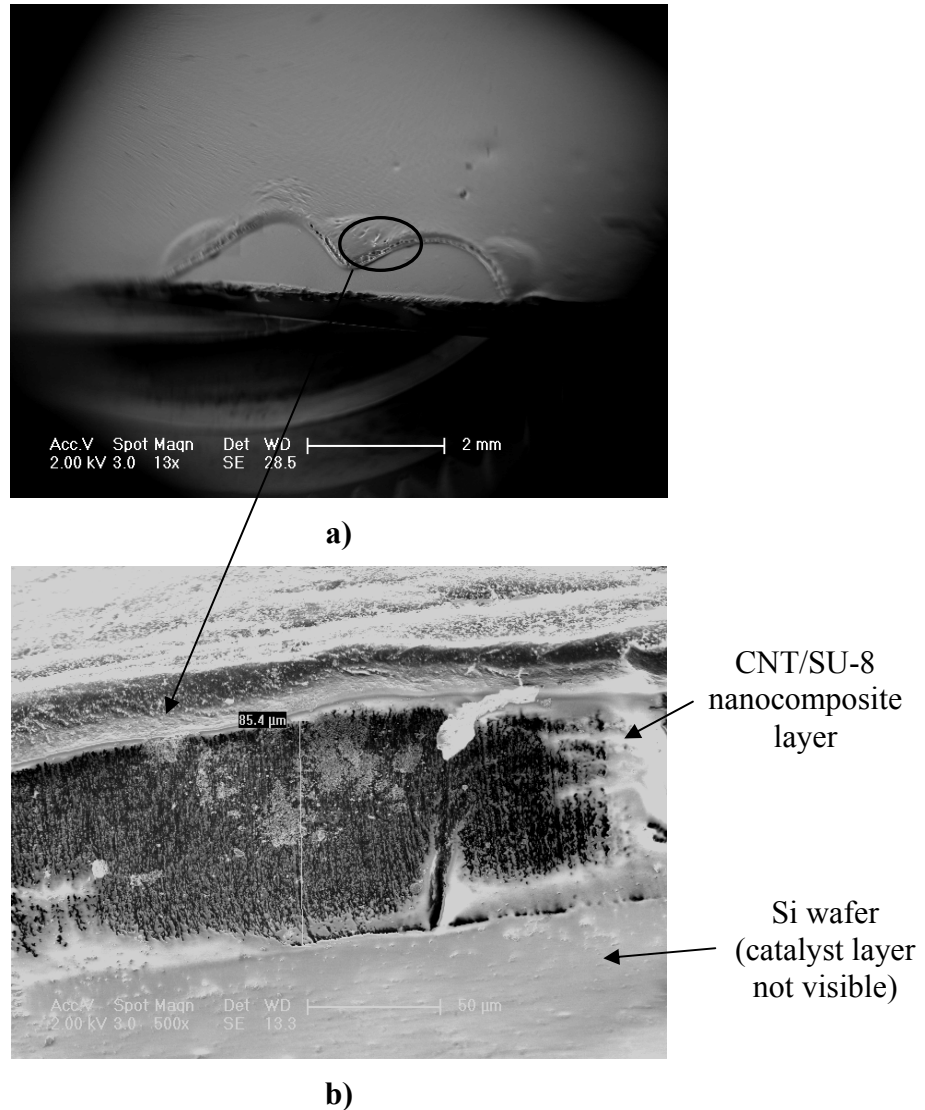 Acc.V Spot Magn Det WD 2 mm
2.00 kV 3.0 13x SE 28.5
a)
85.4 µm
CNT/SU-8
nanocomposite
layer
Si wafer
(catalyst layer
not visible)
Acc.V Spot Magn Det WD 50 µm
2.00 kV 3.0 500x SE 13.3
b)